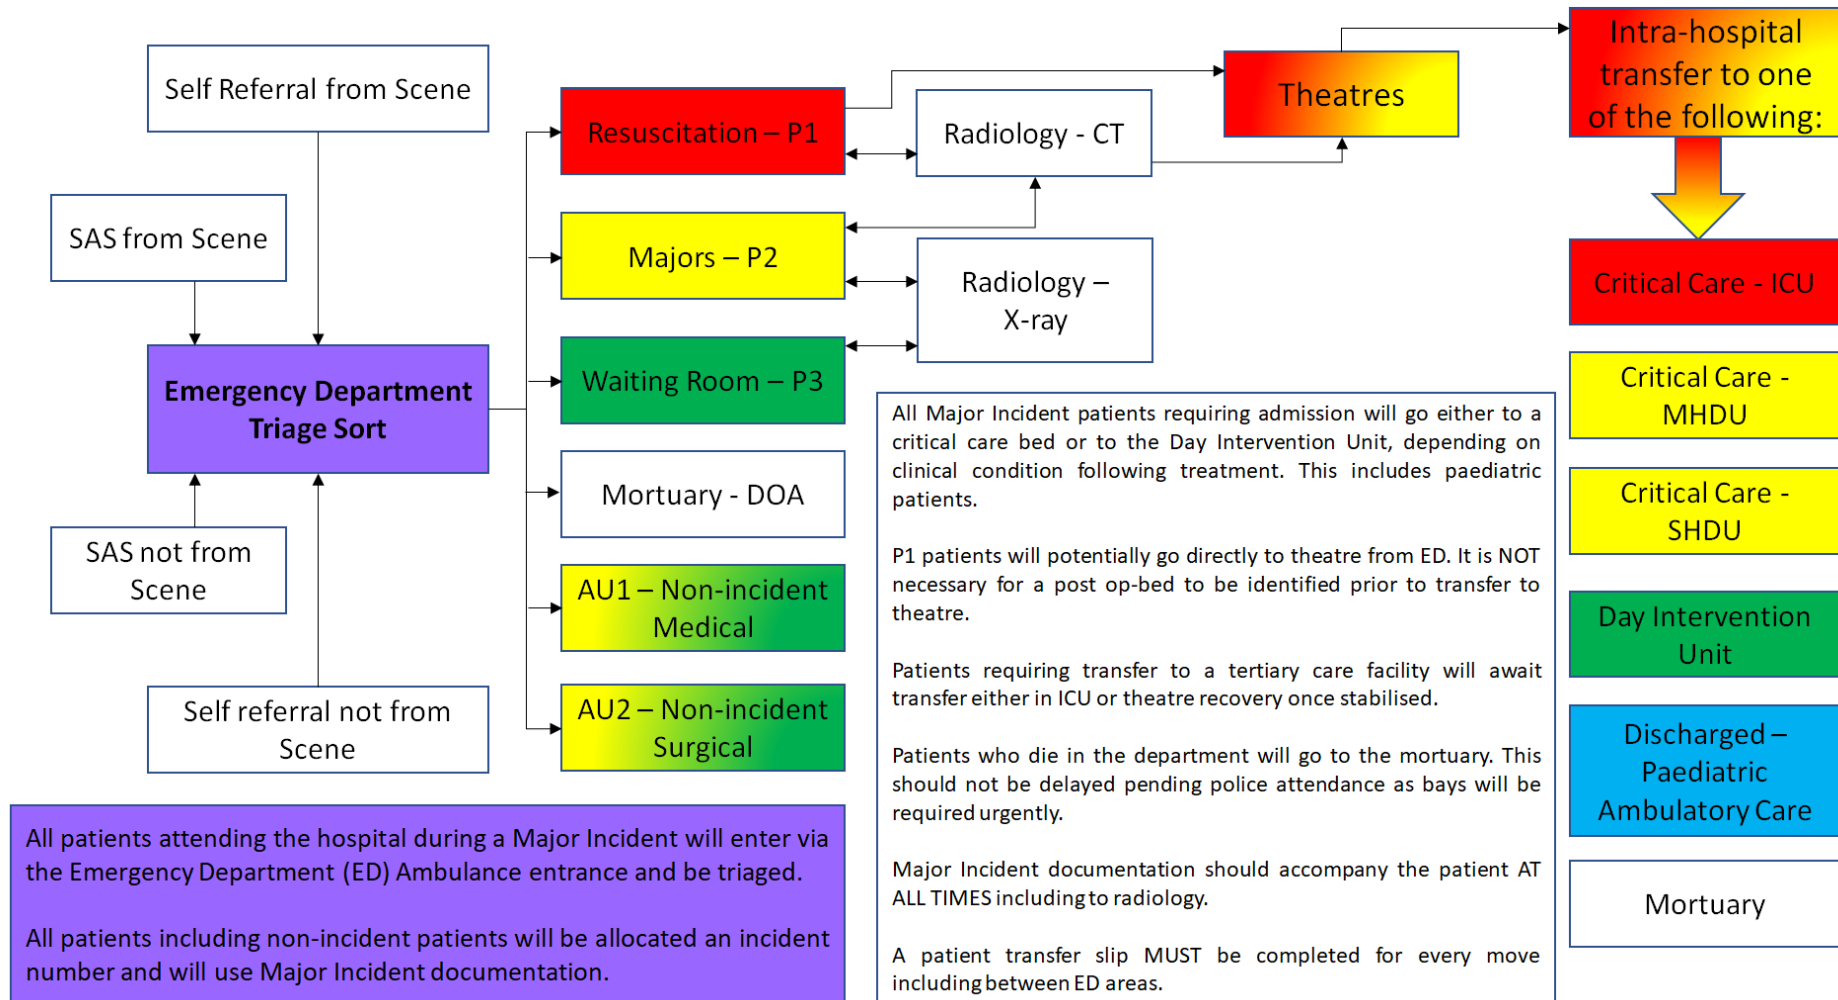 Self Referral from Scene
SAS from Scene
Emergency Department
Triage Sort
SAS not from
Scene
Self referral not from
Scene
Resuscitation – P1
Majors – P2
Waiting Room – P3
Mortuary - DOA
AU1 – Non-incident
Medical
AU2 – Non-incident
Surgical
Radiology - CT
Radiology –
X-ray
Theatres
Intra-hospital
transfer to one
of the following:
Critical Care - ICU
Critical Care -
MHDU
Critical Care -
SHDU
Day Intervention
Unit
Discharged –
Paediatric
Ambulatory Care
Mortuary
All patients attending the hospital during a Major Incident will enter via
the Emergency Department (ED) Ambulance entrance and be triaged.
All patients including non-incident patients will be allocated an incident
number and will use Major Incident documentation.
All Major Incident patients requiring admission will go either to a
critical care bed or to the Day Intervention Unit, depending on
clinical condition following treatment. This includes paediatric
patients.
P1 patients will potentially go directly to theatre from ED. It is NOT
necessary for a post op-bed to be identified prior to transfer to
theatre.
Patients requiring transfer to a tertiary care facility will await
transfer either in ICU or theatre recovery once stabilised.
Patients who die in the department will go to the mortuary. This
should not be delayed pending police attendance as bays will be
required urgently.
Major Incident documentation should accompany the patient AT
ALL TIMES including to radiology.
A patient transfer slip MUST be completed for every move
including between ED areas.